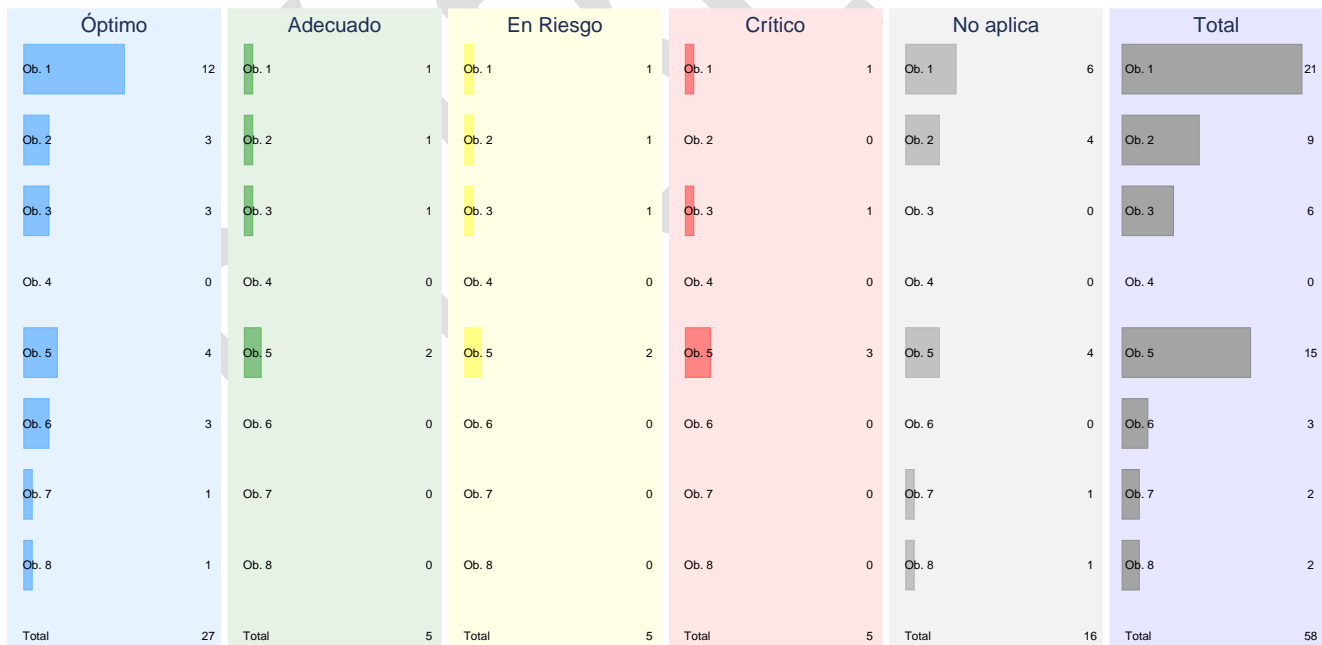 Óptimo Adecuado En Riesgo Crítico No aplica Total
Ob. 1 12 Ob. 1 1 Ob. 1 1 Ob. 1 1 Ob. 1 6 Ob. 1 21
Ob. 2 3 Ob. 2 1 Ob. 2 1 Ob. 2 0 Ob. 2 4 Ob. 2 9
Ob. 3 3 Ob. 3 1 Ob. 3 1 Ob. 3 1 Ob. 3 0 Ob. 3 6
Ob. 4 0 Ob. 4 0 Ob. 4 0 Ob. 4 0 Ob. 4 0 Ob. 4 0
Ob. 5 4 Ob. 5 2 Ob. 5 2 Ob. 5 3 Ob. 5 4 Ob. 5 15
Ob. 6 3 Ob. 6 0 Ob. 6 0 Ob. 6 0 Ob. 6 0 Ob. 6 3
Ob. 7 1 Ob. 7 0 Ob. 7 0 Ob. 7 0 Ob. 7 1 Ob. 7 2
Ob. 8 1 Ob. 8 0 Ob. 8 0 Ob. 8 0 Ob. 8 1 Ob. 8 2
Total 27 Total 5 Total 5 Total 5 Total 16 Total 58